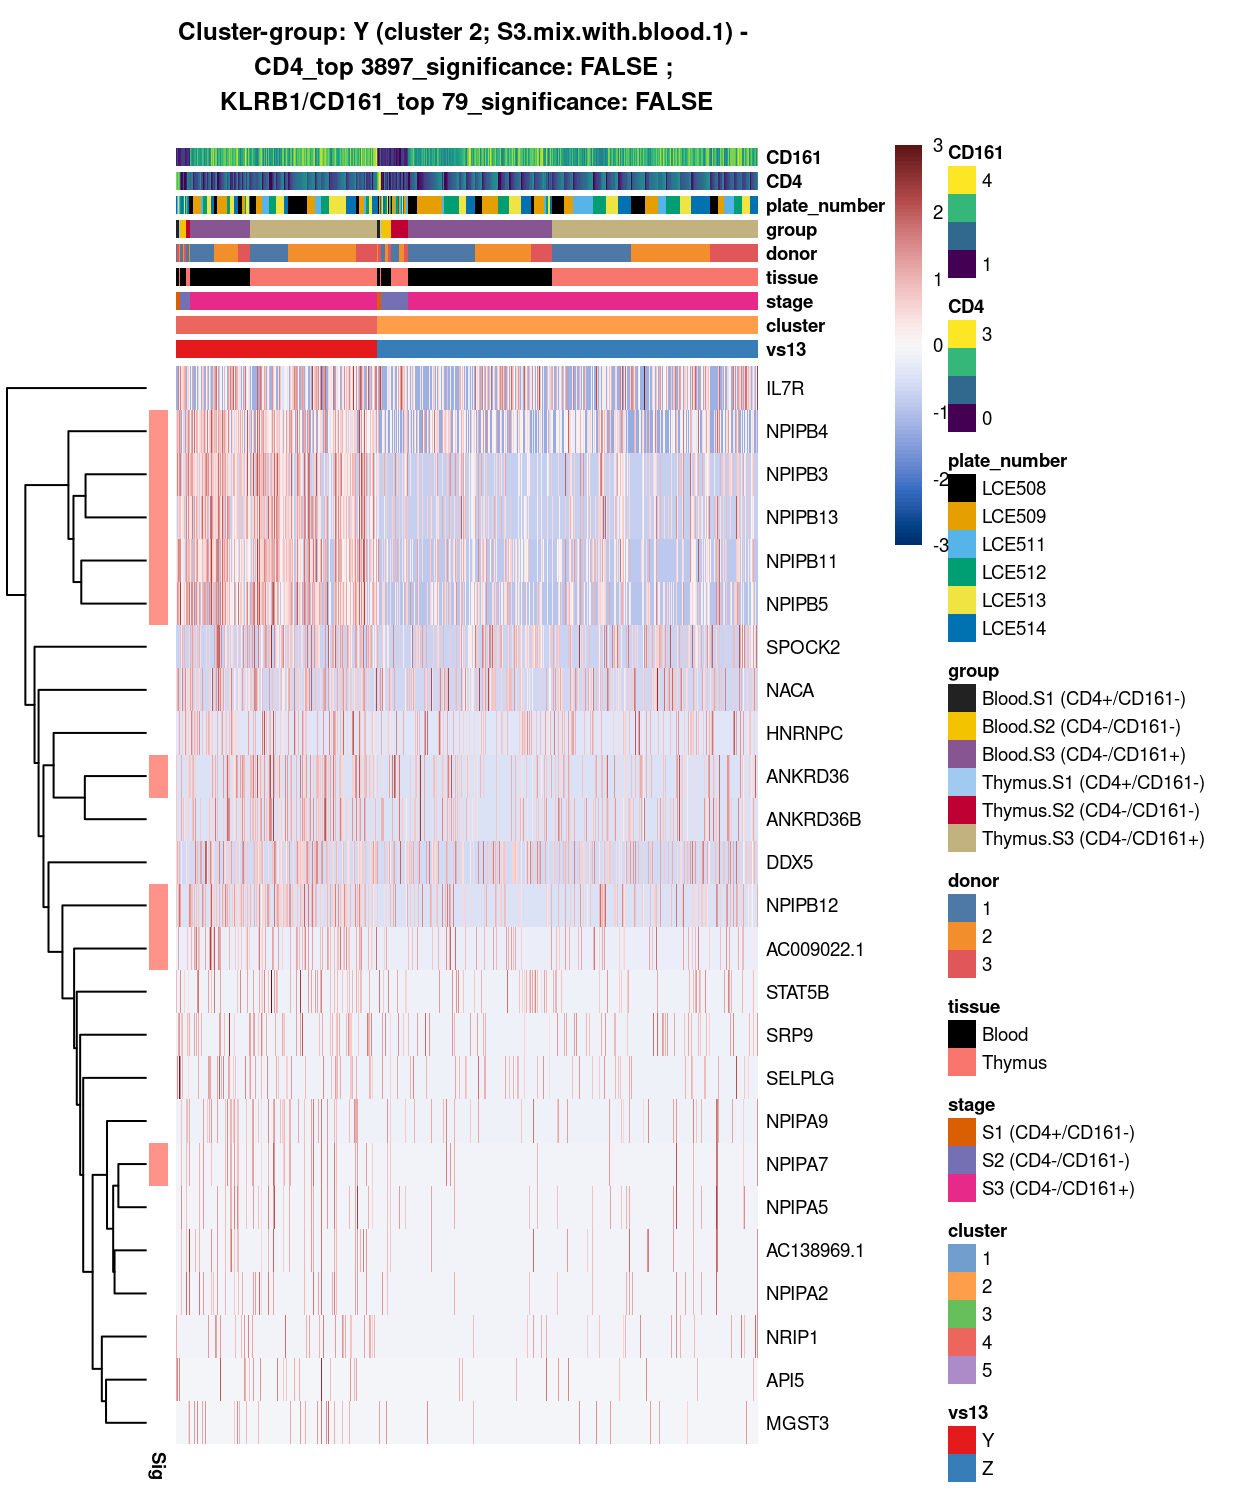 Cluster-group: Y (cluster 2; S3.mix.with.blood.1) -
CD4_top 3897_significance: FALSE ;
KLRB1/CD161_top 79_significance: FALSE
CD161
CD4
plate_number
group
donor
tissue
stage
cluster
vs13
IL7R
NPIPB4
NPIPB3
NPIPB13
NPIPB11
NPIPB5
SPOCK2
NACA
HNRNPC
ANKRD36
ANKRD36B
DDX5
NPIPB12
AC009022.1
STAT5B
SRP9
SELPLG
NPIPA9
NPIPA7
NPIPA5
AC138969.1
NPIPA2
NRIP1
API5
MGST3
Sig
3
2
1
0
-1
-2
-3
CD161
4
1
CD4
3
0
plate_number
LCE508
LCE509
LCE511
LCE512
LCE513
LCE514
group
Blood.S1 (CD4+/CD161-)
Blood.S2 (CD4-/CD161-)
Blood.S3 (CD4-/CD161+)
Thymus.S1 (CD4+/CD161-)
Thymus.S2 (CD4-/CD161-)
Thymus.S3 (CD4-/CD161+)
donor
1
2
3
tissue
Blood
Thymus
stage
S1 (CD4+/CD161-)
S2 (CD4-/CD161-)
S3 (CD4-/CD161+)
cluster
1
2
3
4
5
vs13
Y
Z